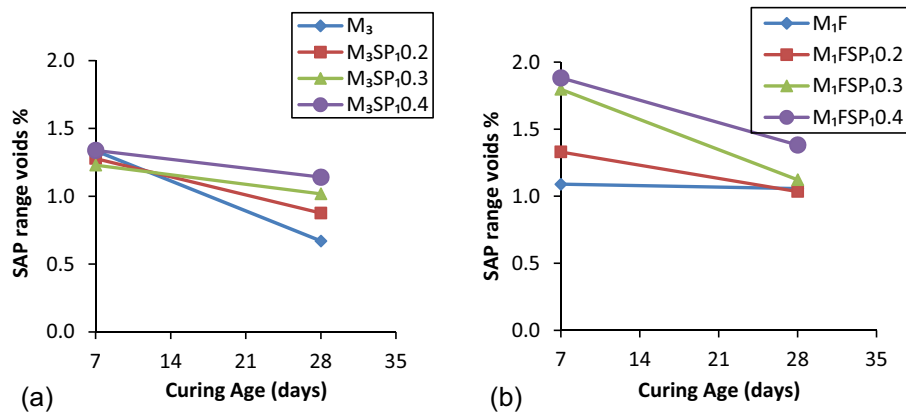 M₃
M₃SP₁0.2
M₃SP₁0.3
M₃SP₁0.4
2.0
1.5
1.0
0.5
0.0
SAP range voids %
7 14 21 28 35
Curing Age (days)
(a)
M₁F
M₁FSP₁0.2
M₁FSP₁0.3
M₁FSP₁0.4
2.0
1.5
1.0
0.5
0.0
SAP range voids %
7 14 21 28 35
Curing Age (days)
(b)